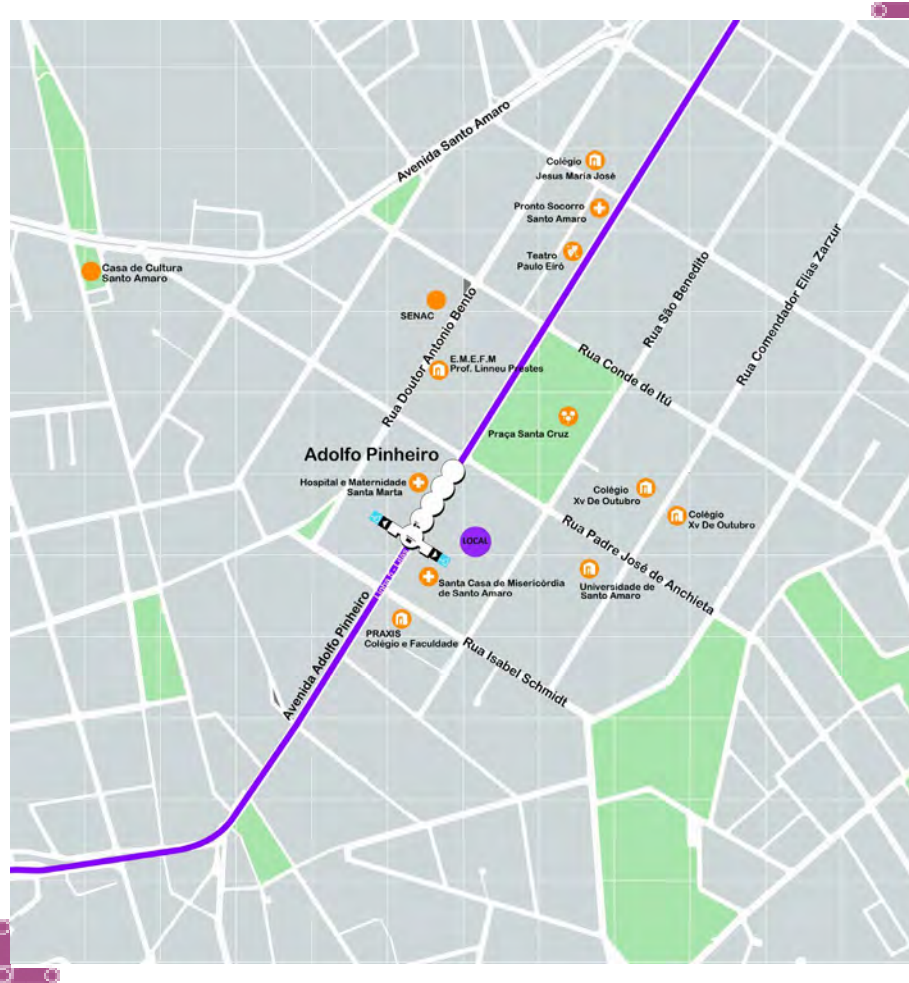 Avenida Santo Amaro
Colégio
Jesus Maria José
Pronto Socorro
Santo Amaro
Teatro
Paulo Eiró
Casa de Cultura
Santo Amaro
SENAC
Rua Doutor Antonio Bento
Rua São Benedito
Rua Comendador Elias Zarzur
E.M.E.F.M
Prof. Linneu Prestes
Rua Conde de Itú
Praça Santa Cruz
Adolfo Pinheiro
Hospital e Maternidade
Santa Marta
Colégio
Xv De Outubro
Colégio
Xv De Outubro
LOCAL
Rua Padre José de Anchieta
Santa Casa de Misericórdia
de Santo Amaro
Universidade de
Santo Amaro
PRAXIS
Colégio e Faculdade
Rua Isabel Schmidt
Avenida Adolfo Pinheiro